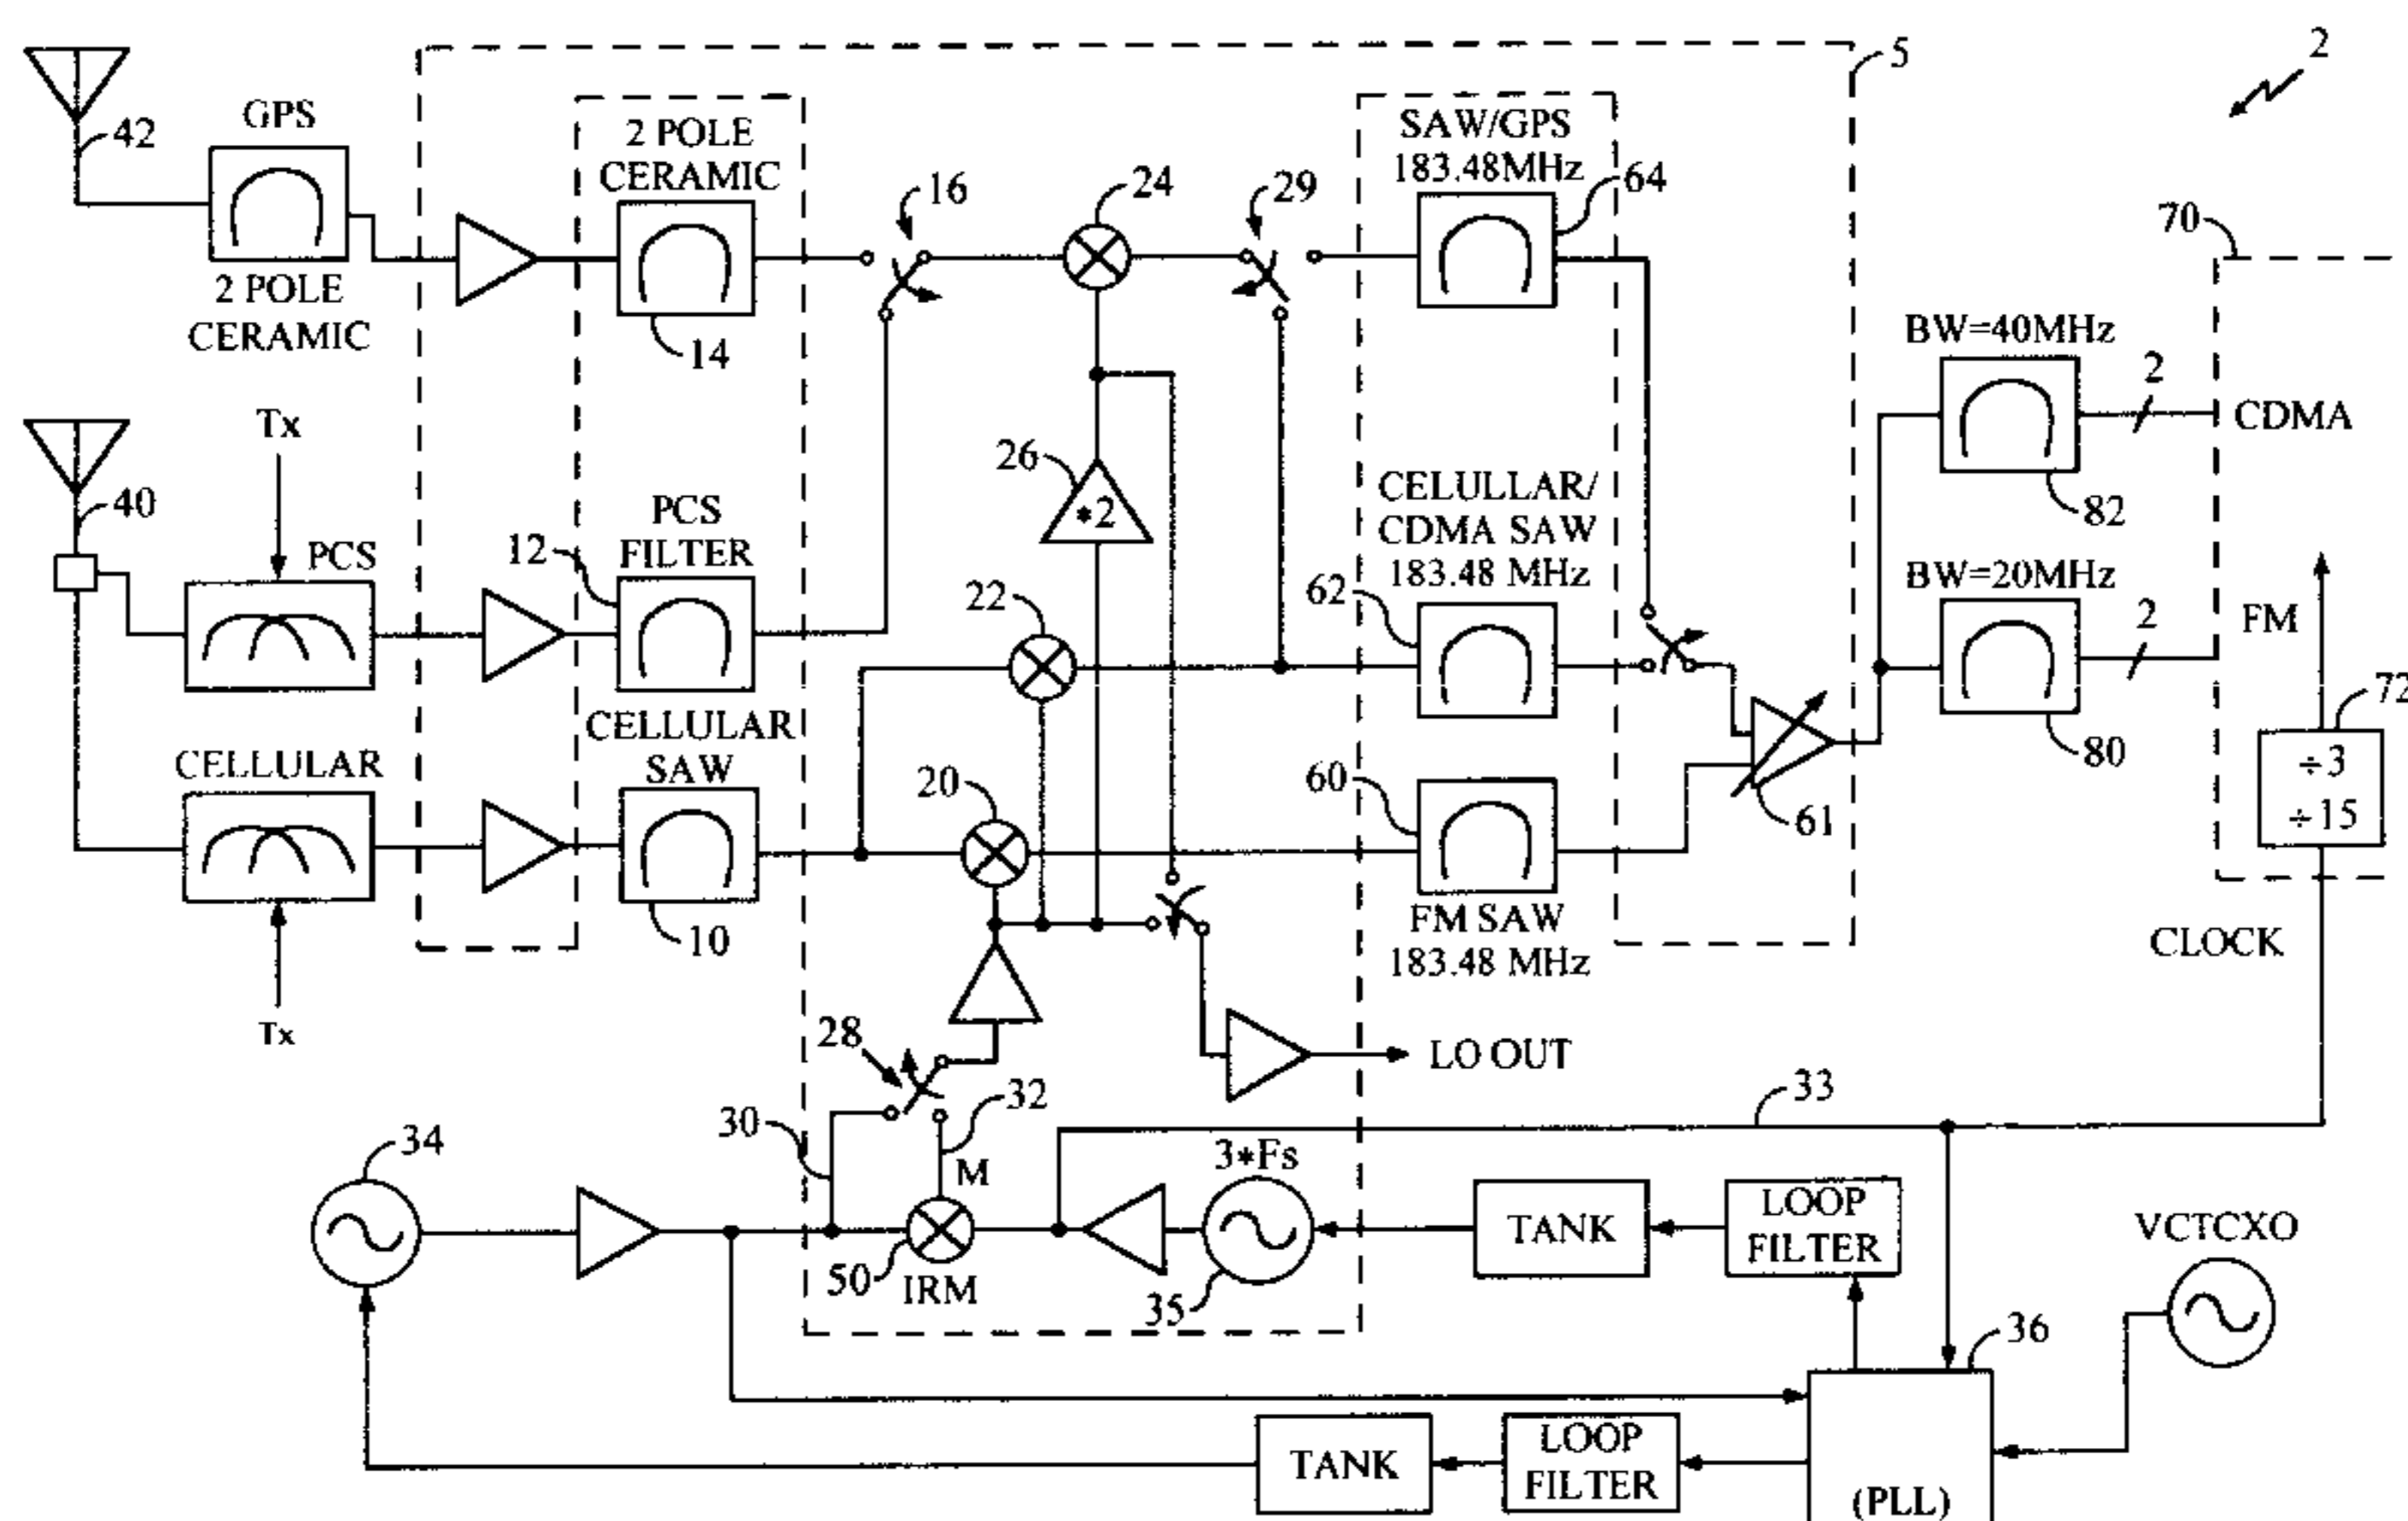 2
5
42
GPS
2 POLE
CERAMIC
2 POLE
CERAMIC
14
16
24
29
SAW/GPS
183.48MHz
64
70
BW=40MHz
2
CDMA
82
Tx
40
PCS
12
PCS
FILTER
26
*2
22
CELULLAR/
CDMA SAW
183.48 MHz
62
BW=20MHz
2
FM
80
72
÷3
÷15
CELLULAR
Tx
CELLULAR
SAW
10
20
60
61
FM SAW
183.48 MHz
CLOCK
28
LO OUT
30
32
M
33
34
3*Fs
50
IRM
35
TANK
LOOP
FILTER
VCTCXO
36
TANK
LOOP
FILTER
(PLL)